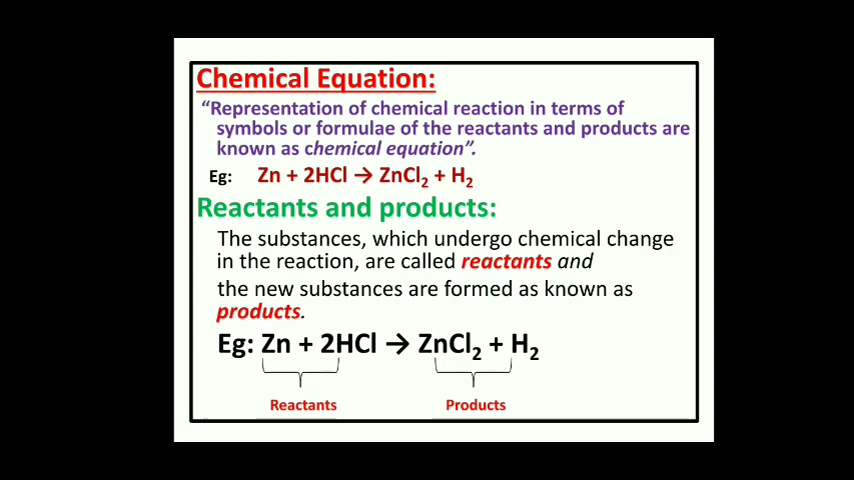 Chemical Equation:
“Representation of chemical reaction in terms of
symbols or formulae of the reactants and products are
known as chemical equation”.
Eg: Zn + 2HCl → ZnCl₂ + H₂
Reactants and products:
The substances, which undergo chemical change
in the reaction, are called reactants and
the new substances are formed as known as
products.
Eg: Zn + 2HCl → ZnCl₂ + H₂
Reactants Products